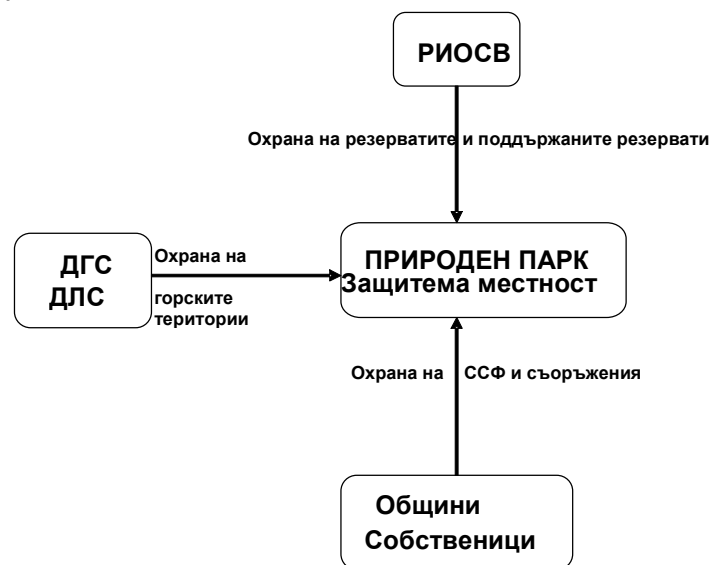 РИОСВ
Охрана на резерватите и поддържаните резервати
ДГС
ДЛС
Охрана на
горските
територии
ПРИРОДЕН ПАРК
Защитема местност
Охрана на ССФ и съоръжения
Общини
Собственици